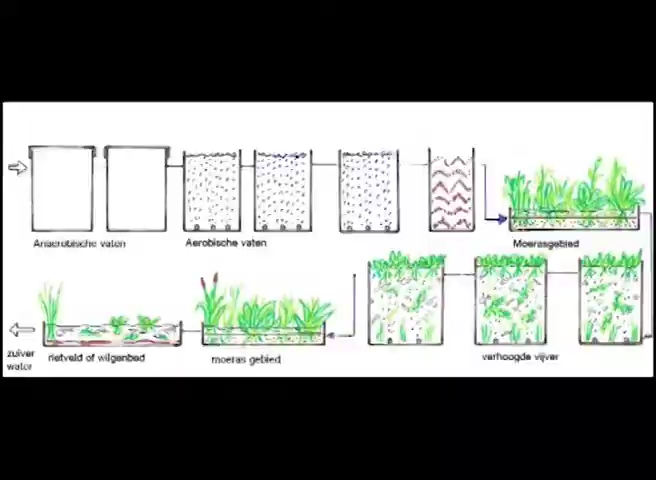 Anaerobische vaten
Aerobische vaten
Moerasgebied
zuiver
water
rietveld of wilgenbed
moeras gebied
verhoogde vijver